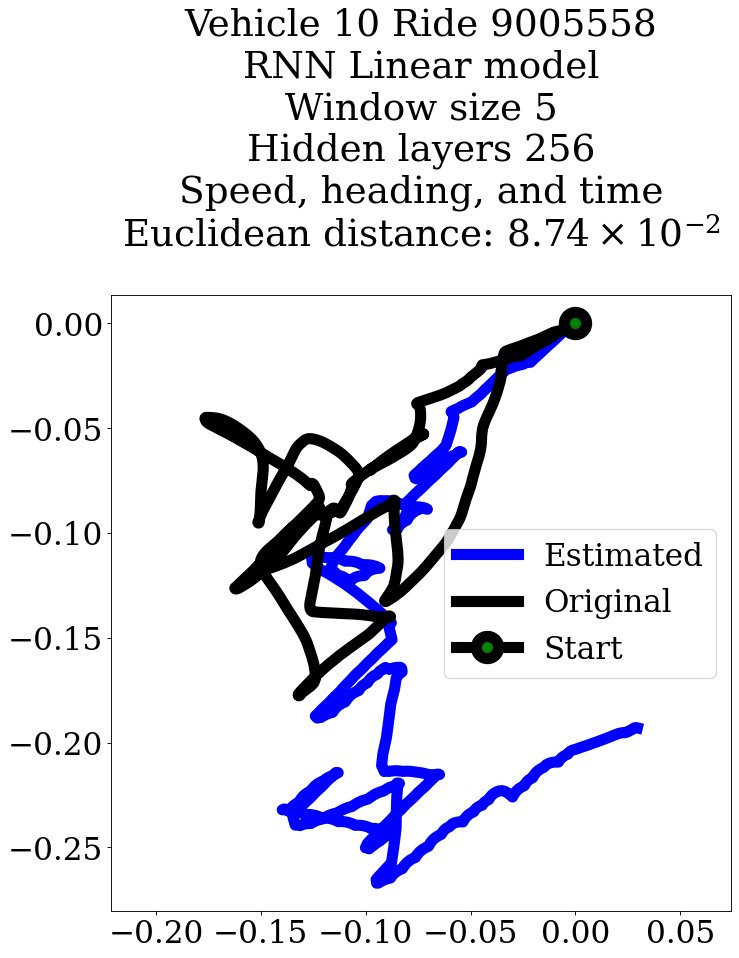 Vehicle 10 Ride 9005558
RNN Linear model
Window size 5
Hidden layers 256
Speed, heading, and time
Euclidean distance: 8.74 × 10⁻²
0.00
−0.05
−0.10
−0.15
−0.20
−0.25
Estimated
Original
Start
−0.20 −0.15 −0.10 −0.05 0.00 0.05